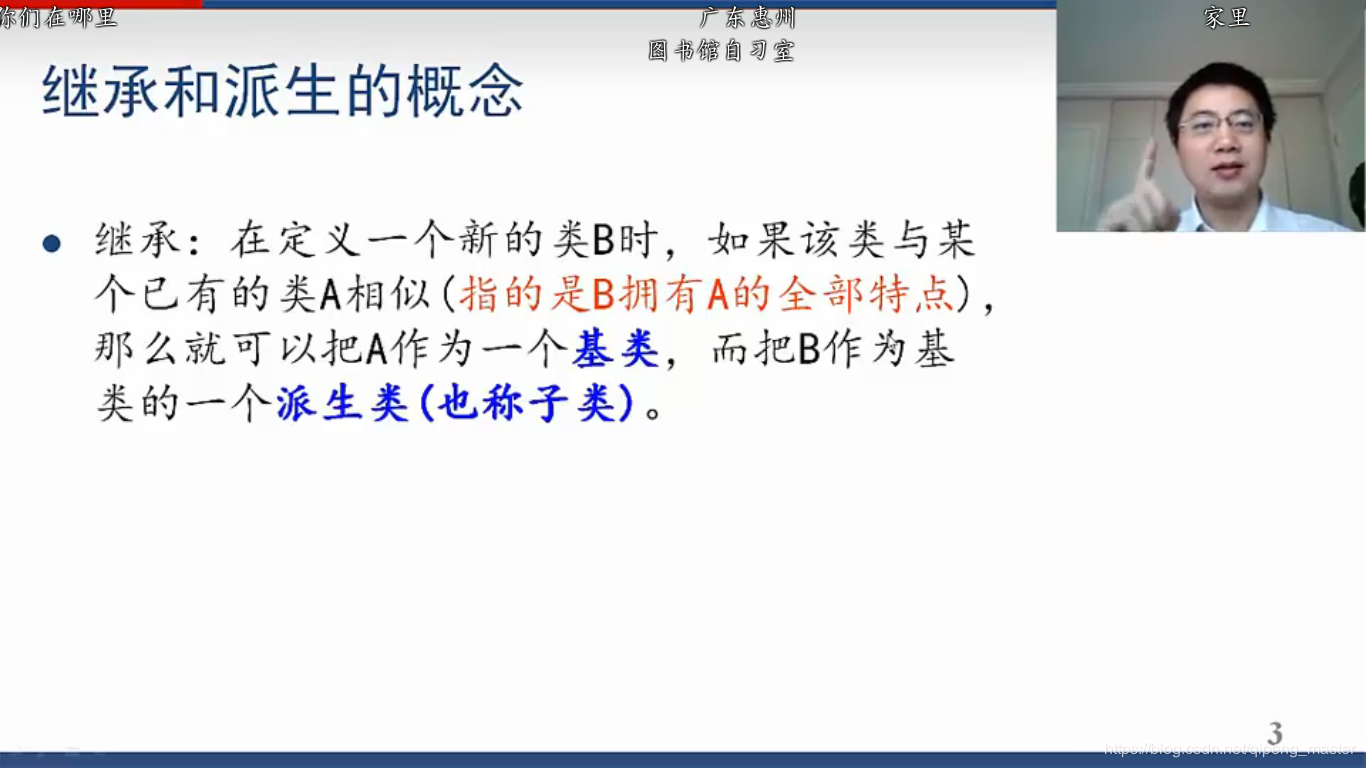 你们在哪里
广东惠州
家里
图书馆自习室
继承和派生的概念
继承：在定义一个新的类B时，如果该类与某
个已有的类A相似(指的是B拥有A的全部特点)，
那么就可以把A作为一个基类，而把B作为基
类的一个派生类(也称子类)。
3
https://blog.csdn.net/qipeng_master